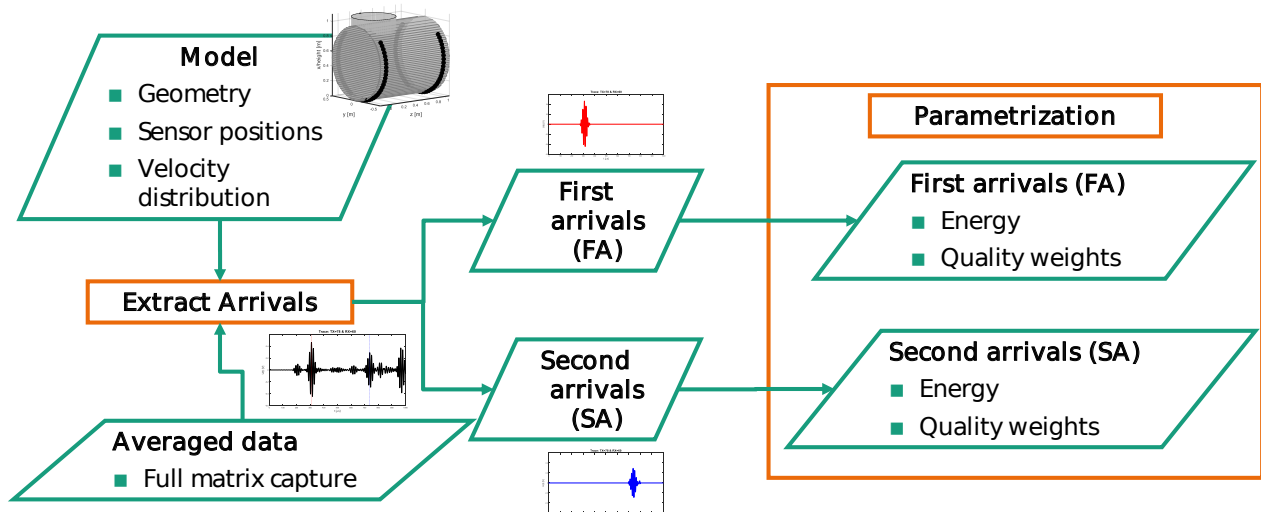 Model
Geometry
Sensor positions
Velocity
distribution
x/height [m]
y [m]
z [m]
Extract Arrivals
Averaged data
Full matrix capture
First
arrivals
(FA)
Second
arrivals
(SA)
Parametrization
First arrivals (FA)
Energy
Quality weights
Second arrivals (SA)
Energy
Quality weights